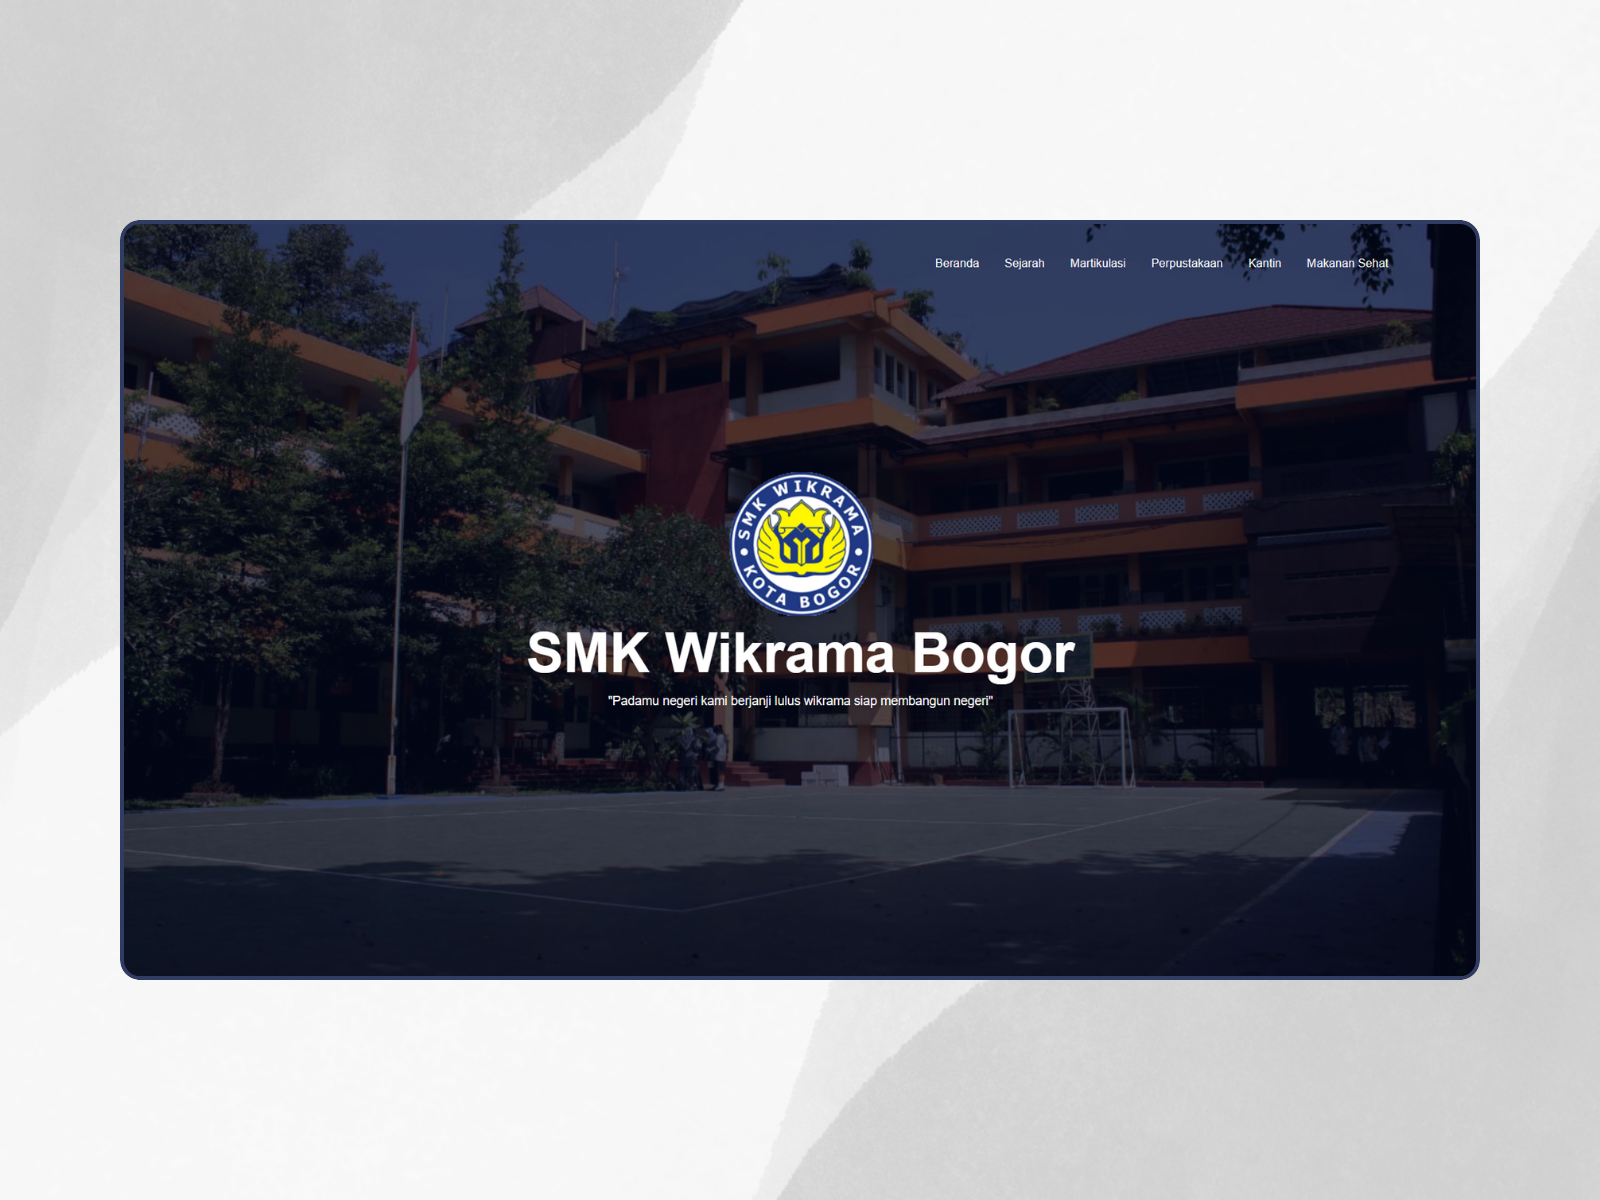 Beranda Sejarah Martikulasi Perpustakaan Kantin Makanan Sehat
SMK WIKRAMA
KOTA BOGOR
SMK Wikrama Bogor
"Padamu negeri kami berjanji lulus wikrama siap membangun negeri"